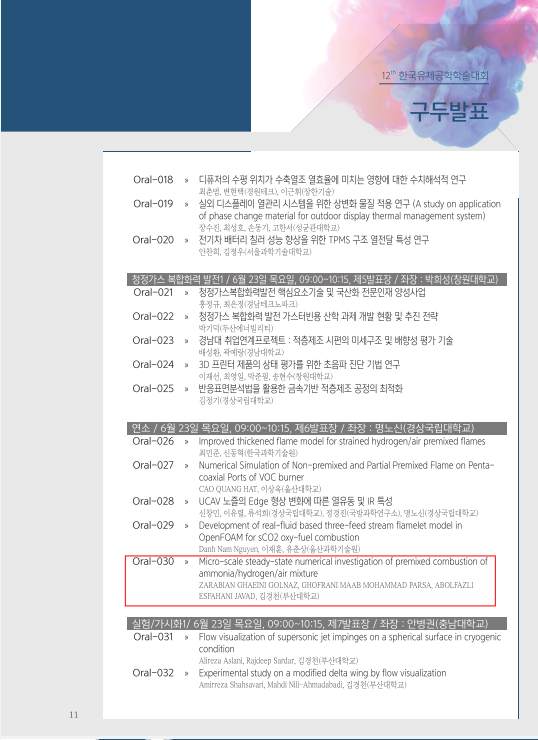 12th 한국유체공학학술대회
구두발표
Oral-018 » 디퓨저의 수평 위치가 수축열조 열효율에 미치는 영향에 대한 수치해석적 연구
최준범, 변현택(정원테크), 이근휘(장한기술)
Oral-019 » 실외 디스플레이 열관리 시스템을 위한 상변화 물질 적용 연구 (A study on application
of phase change material for outdoor display thermal management system)
장수진, 최성호, 손동기, 고한서(성균관대학교)
Oral-020 » 전기차 배터리 칠러 성능 향상을 위한 TPMS 구조 열전달 특성 연구
안찬희, 김정우(서울과학기술대학교)
청정가스 복합화력 발전1 / 6월 23일 목요일, 09:00~10:15, 제5발표장 / 좌장 : 박희성(창원대학교)
Oral-021 » 청정가스복합화력발전 핵심요소기술 및 국산화 전문인재 양성사업
홍정규, 최은정(경남테크노파크)
Oral-022 » 청정가스 복합화력 발전 가스터빈용 산학 과제 개발 현황 및 추진 전략
박기덕(두산에너빌리티)
Oral-023 » 경남대 취업연계프로젝트 : 적층제조 시편의 미세구조 및 배향성 평가 기술
배성환, 곽예랑(경남대학교)
Oral-024 » 3D 프린터 제품의 상태 평가를 위한 초음파 진단 기법 연구
이재선, 최영일, 박준필, 송현수(창원대학교)
Oral-025 » 반응표면분석법을 활용한 금속기반 적층제조 공정의 최적화
김정기(경상국립대학교)
연소 / 6월 23일 목요일, 09:00~10:15, 제6발표장 / 좌장 : 명노신(경상국립대학교)
Oral-026 » Improved thickened flame model for strained hydrogen/air premixed flames
최민준, 신동혁(한국과학기술원)
Oral-027 » Numerical Simulation of Non-premixed and Partial Premixed Flame on Penta-
coaxial Ports of VOC burner
CAO QUANG HAT, 이상욱(울산대학교)
Oral-028 » UCAV 노즐의 Edge 형상 변화에 따른 열유동 및 IR 특성
신창민, 이유렬, 류석희(경상국립대학교), 정경진(국방과학연구소), 명노신(경상국립대학교)
Oral-029 » Development of real-fluid based three-feed stream flamelet model in
OpenFOAM for sCO2 oxy-fuel combustion
Danh Nam Nguyen, 이재훈, 유춘상(울산과학기술원)
Oral-030 » Micro-scale steady-state numerical investigation of premixed combustion of
ammonia/hydrogen/air mixture
ZARABIAN GHAEINI GOLNAZ, GHOFRANI MAAB MOHAMMAD PARSA, ABOLFAZLI
ESFAHANI JAVAD, 김경천(부산대학교)
실험/가시화1/ 6월 23일 목요일, 09:00~10:15, 제7발표장 / 좌장 : 안병권(충남대학교)
Oral-031 » Flow visualization of supersonic jet impinges on a spherical surface in cryogenic
condition
Alireza Aslani, Rajdeep Sardar, 김경천(부산대학교)
Oral-032 » Experimental study on a modified delta wing by flow visualization
Amirreza Shahsavari, Mahdi Nili-Ahmadabadi, 김경천(부산대학교)
11